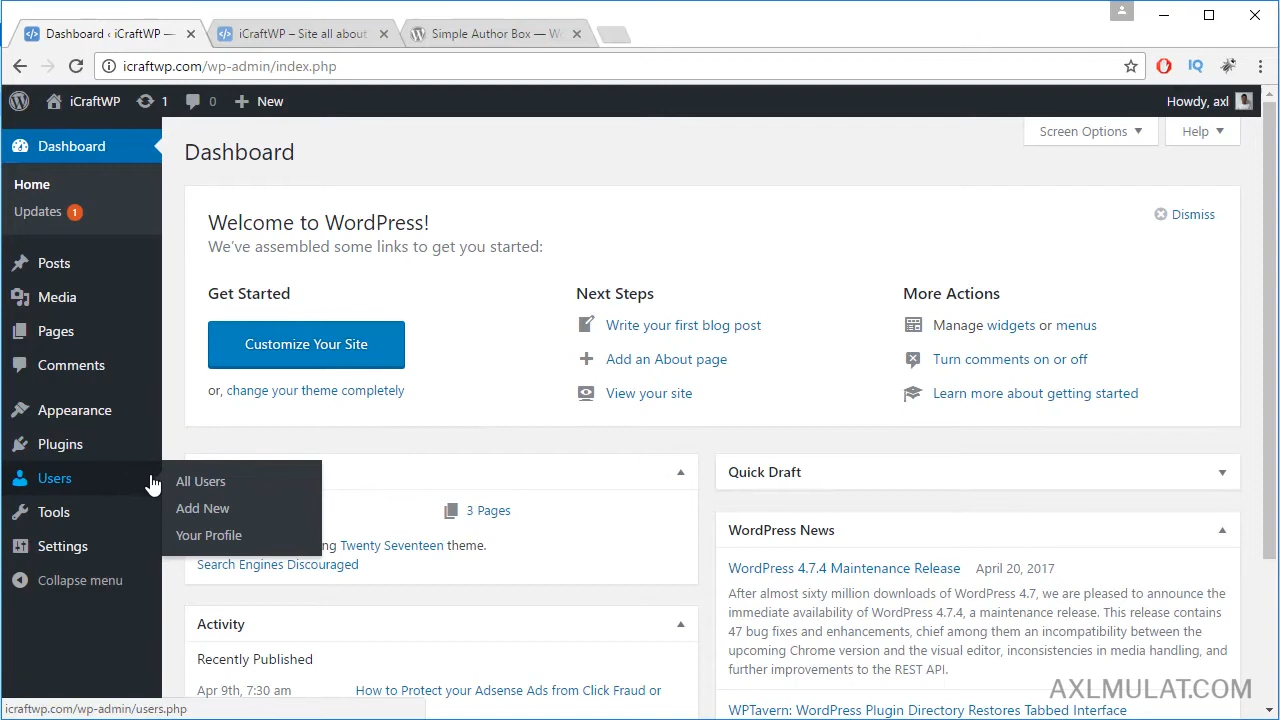 Dashboard ‹ iCraftWP —
iCraftWP – Site all about
Simple Author Box — W
icraftwp.com/wp-admin/index.php
IQ
iCraftWP
1
0
New
Howdy, axl
Dashboard
Home
Updates 1
Posts
Media
Pages
Comments
Appearance
Plugins
Users
Tools
Settings
Collapse menu
All Users
Add New
Your Profile
Dashboard
Screen Options
Help
Welcome to WordPress!
We've assembled some links to get you started:
Dismiss
Get Started
Customize Your Site
or, change your theme completely
Next Steps
Write your first blog post
Add an About page
View your site
More Actions
Manage widgets or menus
Turn comments on or off
Learn more about getting started
3 Pages
ng Twenty Seventeen theme.
Search Engines Discouraged
Activity
Recently Published
Apr 9th, 7:30 am How to Protect your Adsense Ads from Click Fraud or
Quick Draft
WordPress News
WordPress 4.7.4 Maintenance Release April 20, 2017
After almost sixty million downloads of WordPress 4.7, we are pleased to announce the
immediate availability of WordPress 4.7.4, a maintenance release. This release contains
47 bug fixes and enhancements, chief among them an incompatibility between the
upcoming Chrome version and the visual editor, inconsistencies in media handling, and
further improvements to the REST API.
WPTavern: WordPress Plugin Directory Restores Tabbed Interface
AXLMULAT.COM
icraftwp.com/wp-admin/users.php